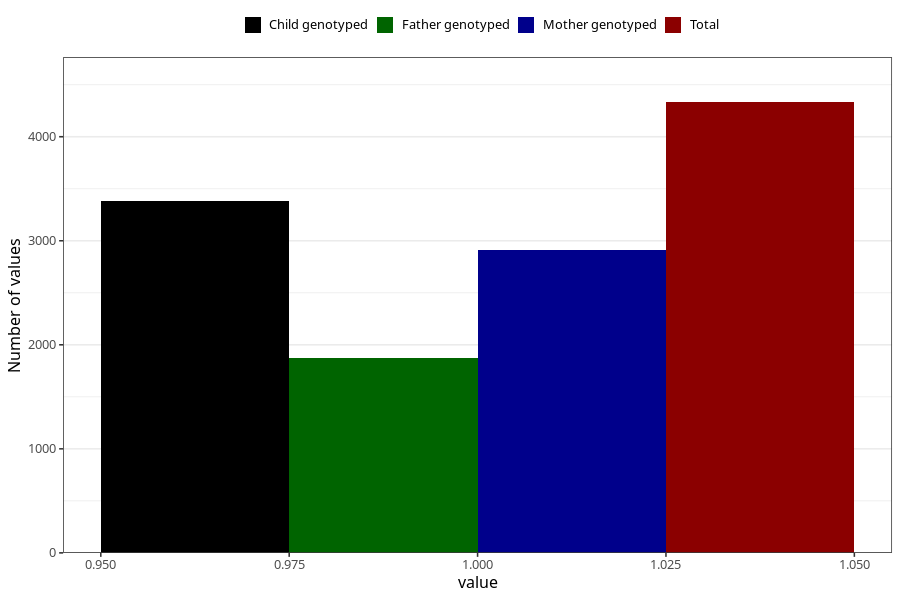 Child genotyped Father genotyped Mother genotyped Total
Number of values
4000
3000
2000
1000
0
0.950 0.975 1.000 1.025 1.050
value